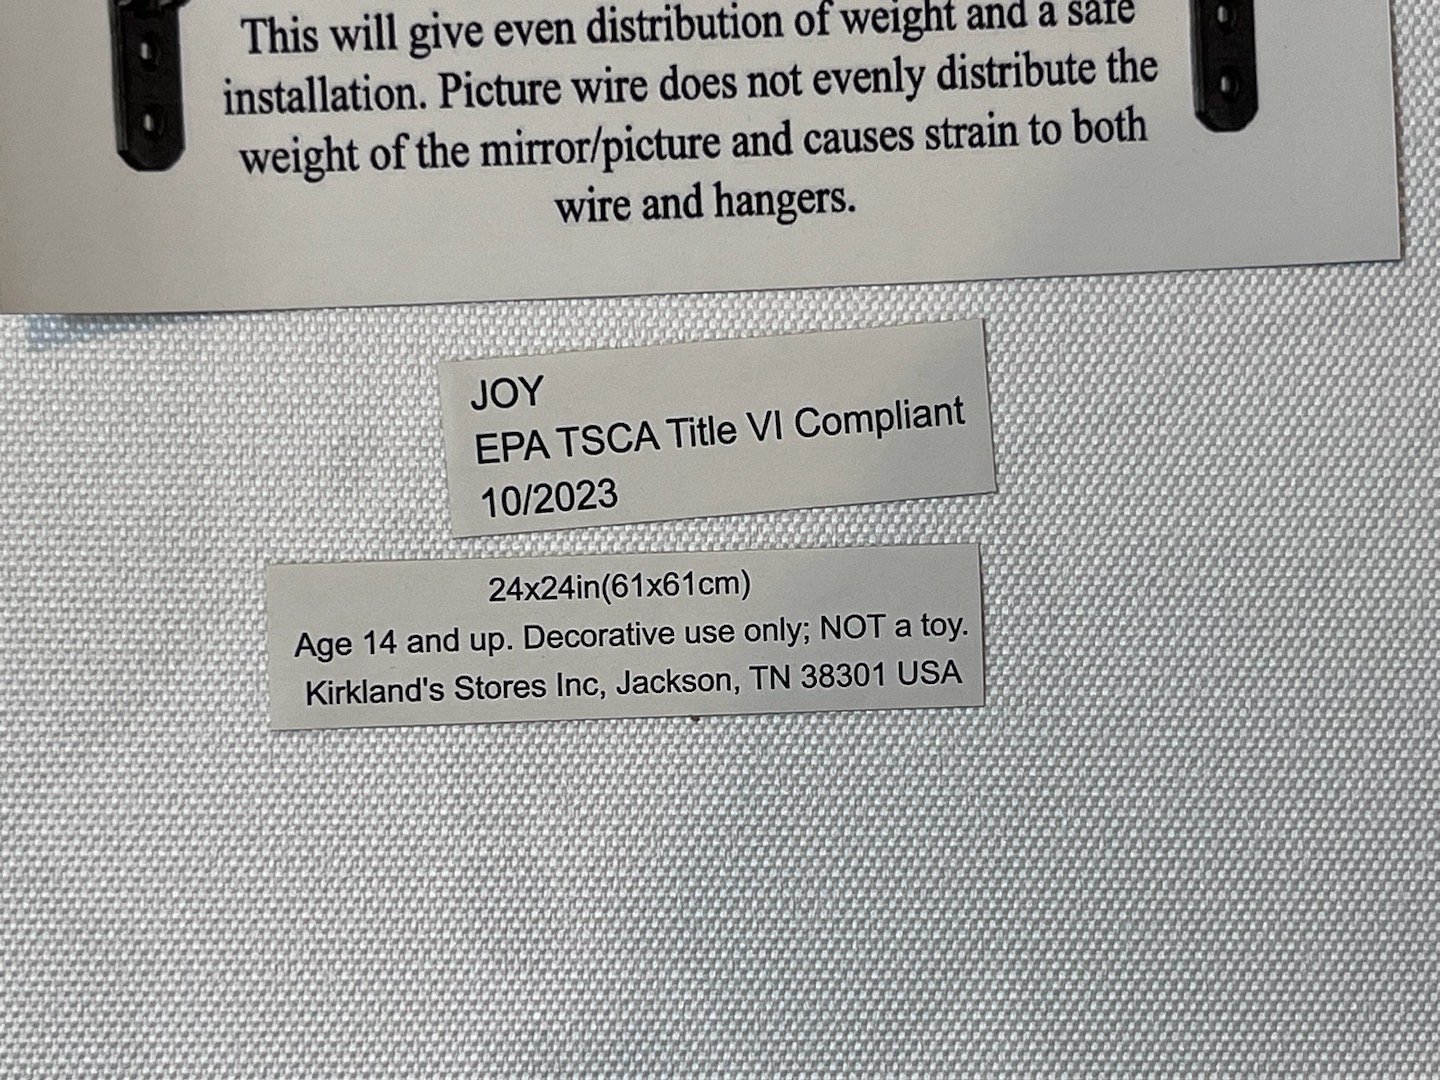 This will give even distribution of weight and a safe
installation. Picture wire does not evenly distribute the
weight of the mirror/picture and causes strain to both
wire and hangers.
JOY
EPA TSCA Title VI Compliant
10/2023
24x24in(61x61cm)
Age 14 and up. Decorative use only; NOT a toy.
Kirkland's Stores Inc, Jackson, TN 38301 USA